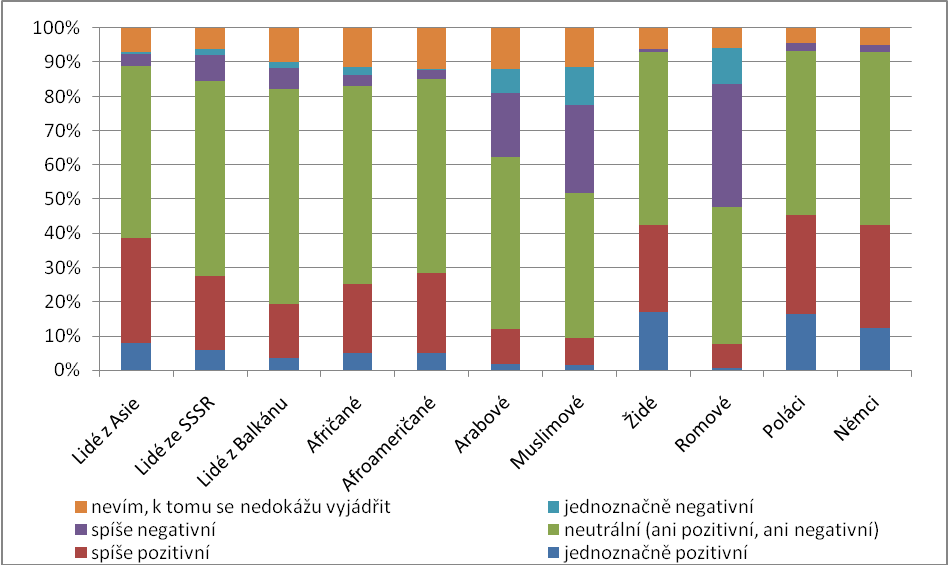 100%
90%
80%
70%
60%
50%
40%
30%
20%
10%
0%
Lidé z Asie
Lidé ze SSSR
Lidé z Balkánu
Afričané
Afroameričané
Arabové
Muslimové
Židé
Romové
Poláci
Němci
nevím, k tomu se nedokážu vyjádřit
jednoznačně negativní
spíše negativní
neutrální (ani pozitivní, ani negativní)
spíše pozitivní
jednoznačně pozitivní